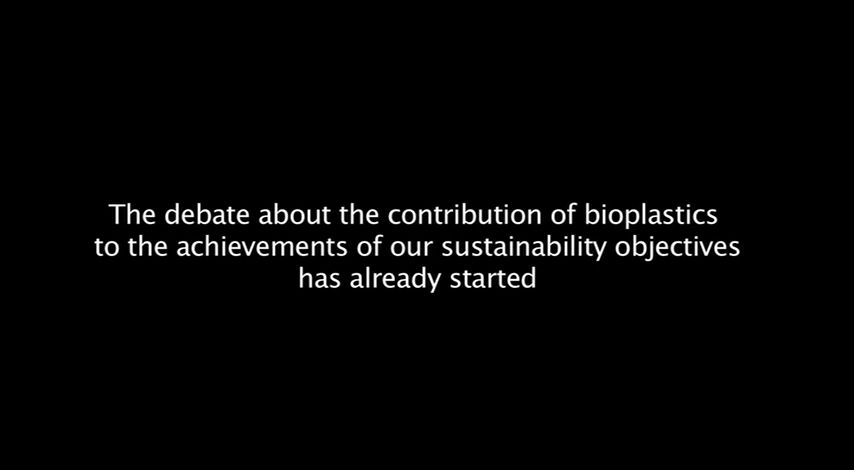 The debate about the contribution of bioplastics
to the achievements of our sustainability objectives
has already started